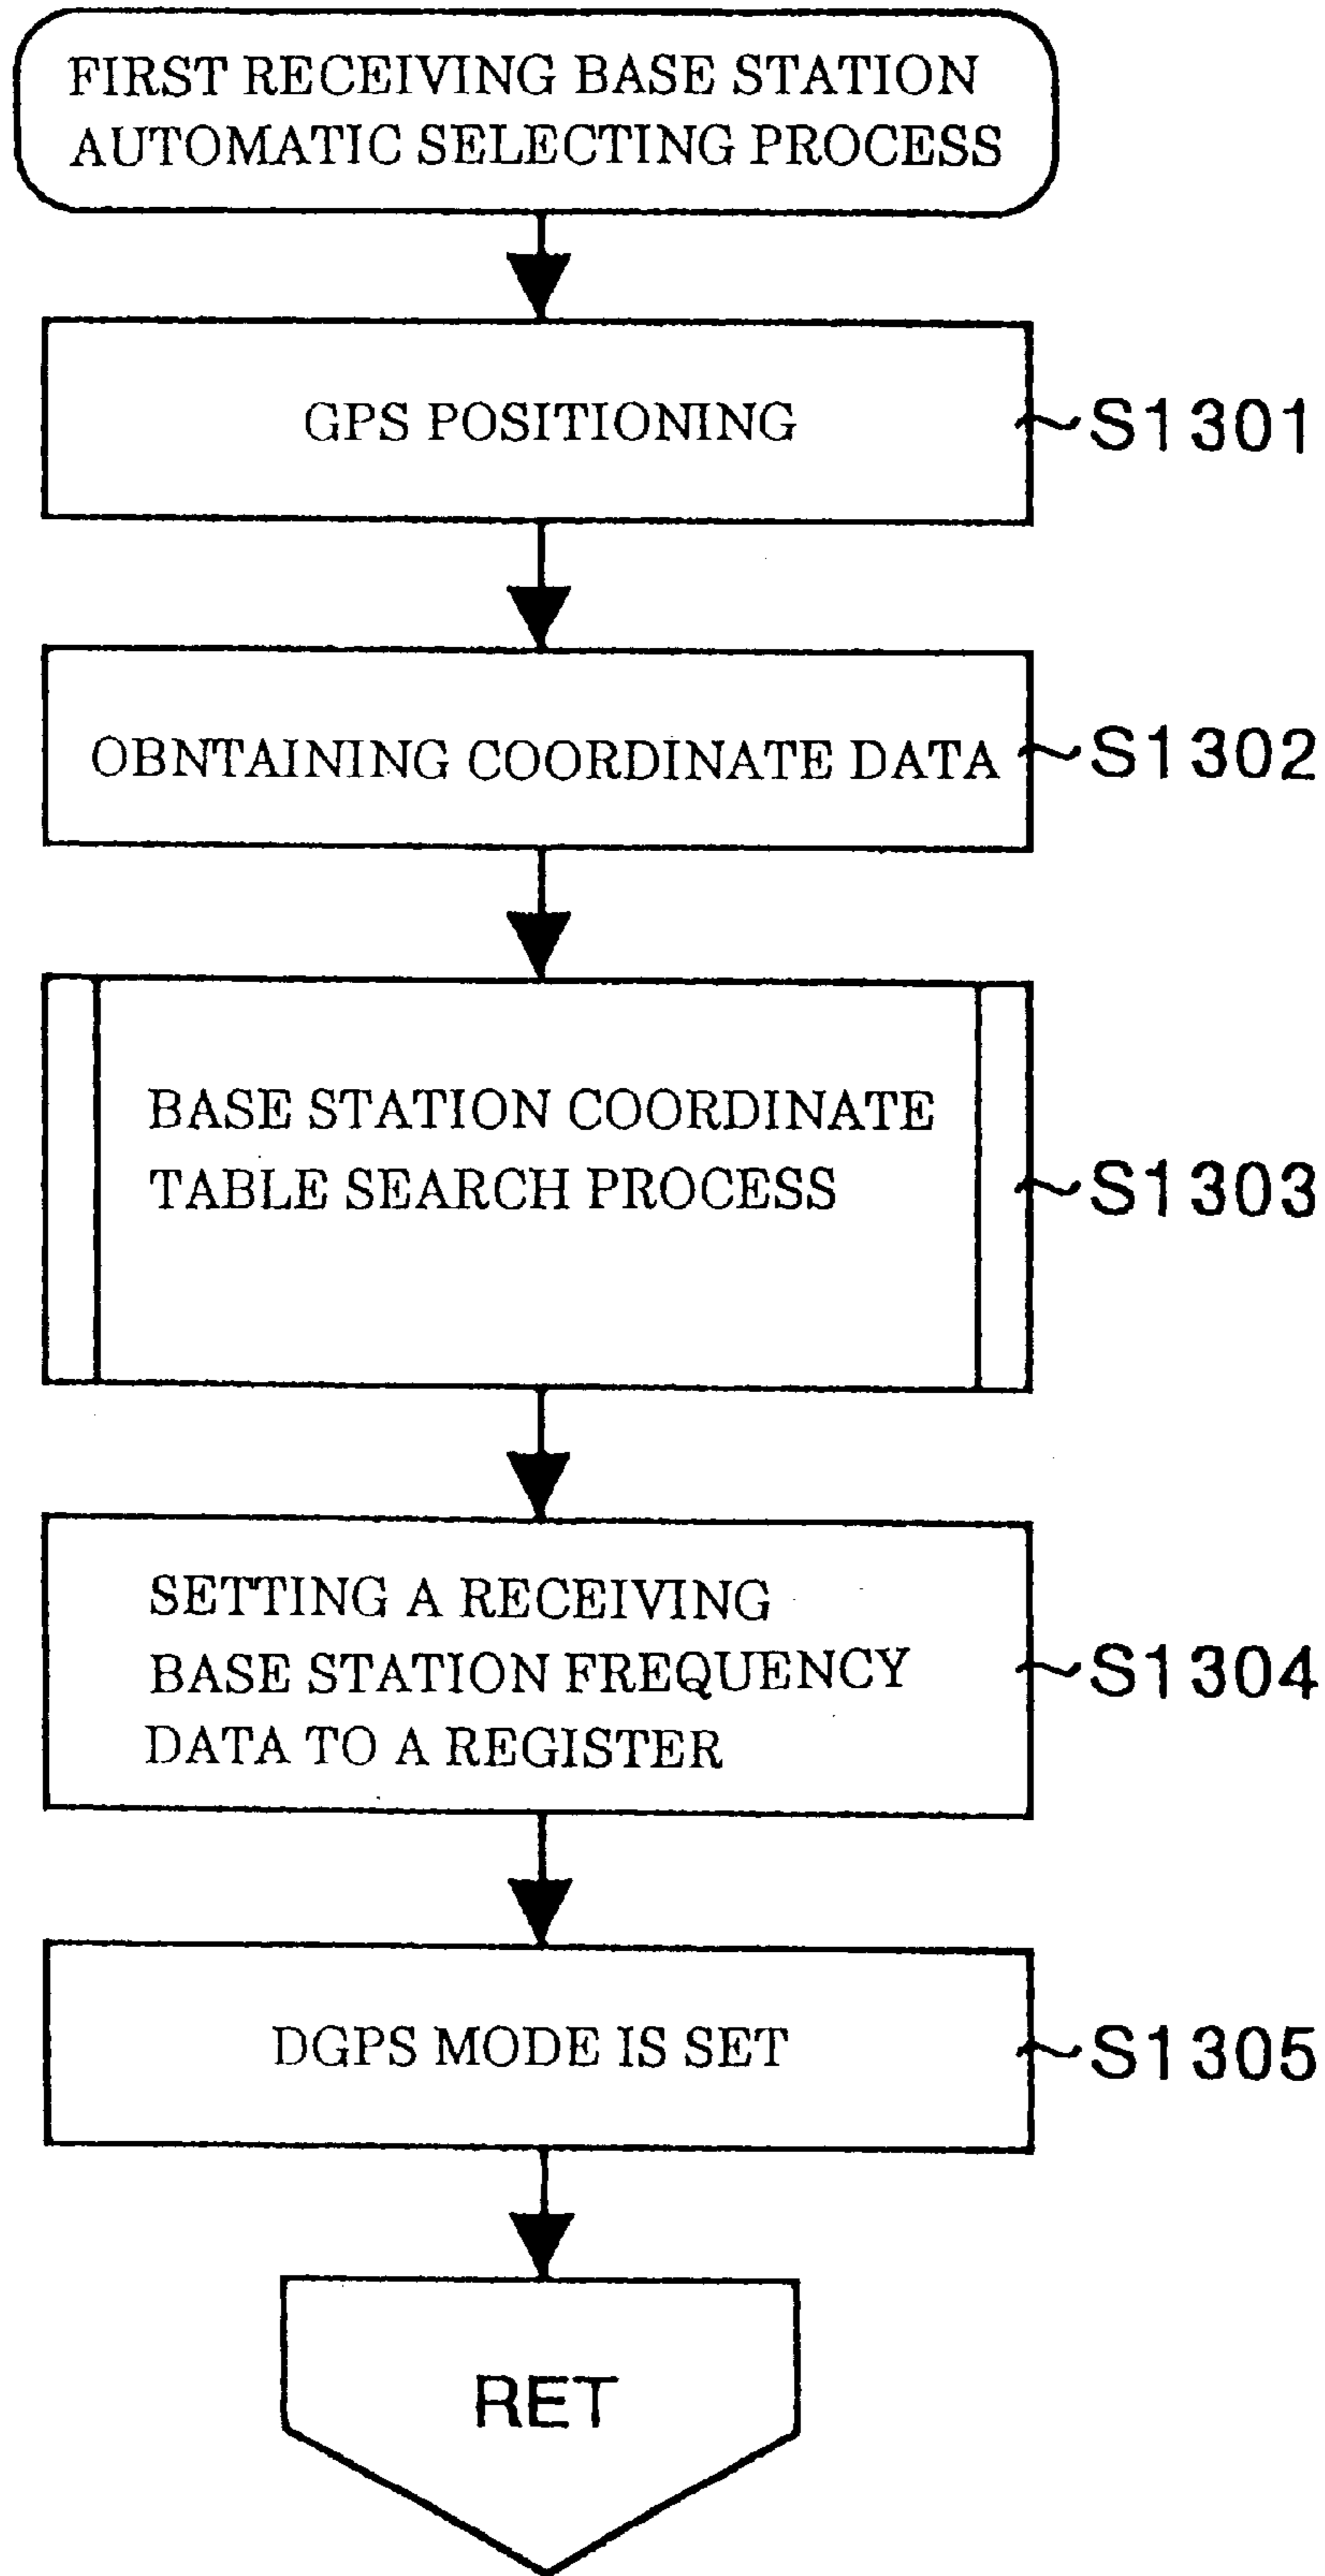 FIRST RECEIVING BASE STATION
AUTOMATIC SELECTING PROCESS
GPS POSITIONING
S1301
OBNTAINING COORDINATE DATA
S1302
BASE STATION COORDINATE
TABLE SEARCH PROCESS
S1303
SETTING A RECEIVING
BASE STATION FREQUENCY
DATA TO A REGISTER
S1304
DGPS MODE IS SET
S1305
RET